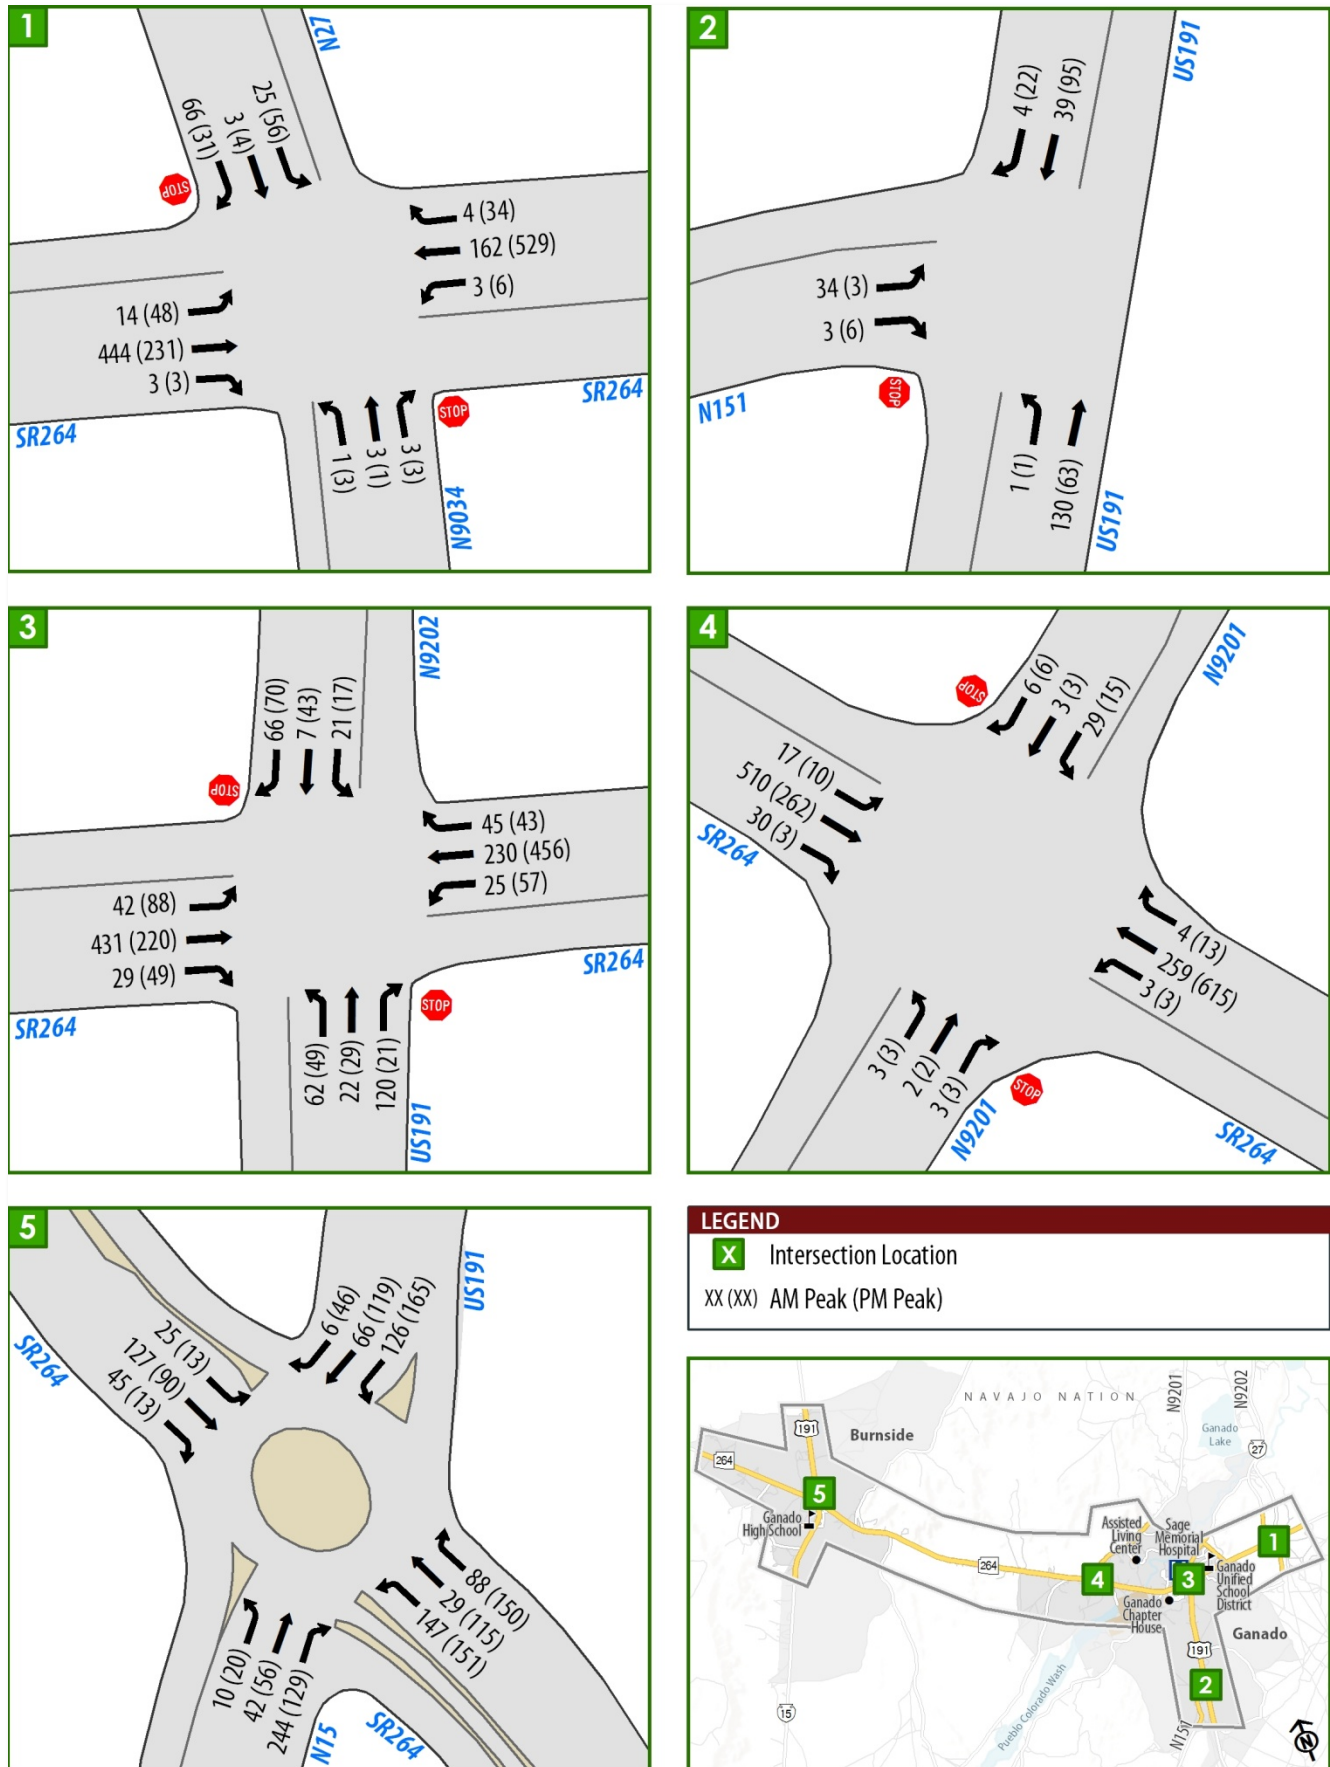 1
N27
66 (31)
3 (4)
25 (56)
STOP
4 (34)
162 (529)
3 (6)
14 (48)
444 (231)
3 (3)
SR264
SR264
STOP
1 (3)
3 (1)
3 (3)
N9034
2
US191
4 (22)
39 (95)
34 (3)
3 (6)
N151
STOP
1 (1)
130 (63)
US191
3
N9202
66 (70)
7 (43)
21 (17)
STOP
45 (43)
230 (456)
25 (57)
42 (88)
431 (220)
29 (49)
SR264
SR264
STOP
62 (49)
22 (29)
120 (21)
US191
4
N9201
STOP
6 (6)
3 (3)
29 (15)
17 (10)
510 (262)
30 (3)
SR264
4 (13)
259 (615)
3 (3)
3 (3)
2 (2)
3 (3)
STOP
N9201
SR264
5
US191
6 (46)
66 (119)
126 (165)
25 (13)
127 (90)
45 (13)
SR264
88 (150)
29 (115)
147 (151)
10 (20)
42 (56)
244 (129)
N15
SR264
LEGEND
X Intersection Location
XX (XX) AM Peak (PM Peak)
NAVAJO NATION
N9201
N9202
191
Burnside
Ganado
Lake
27
264
5
Ganado
High School
Assisted
Living
Center
Sage
Memorial
Hospital
1
264
4
3
Ganado
Unified
School
District
Ganado
Chapter
House
191
Ganado
2
15
Pueblo Colorado Wash
N151
N